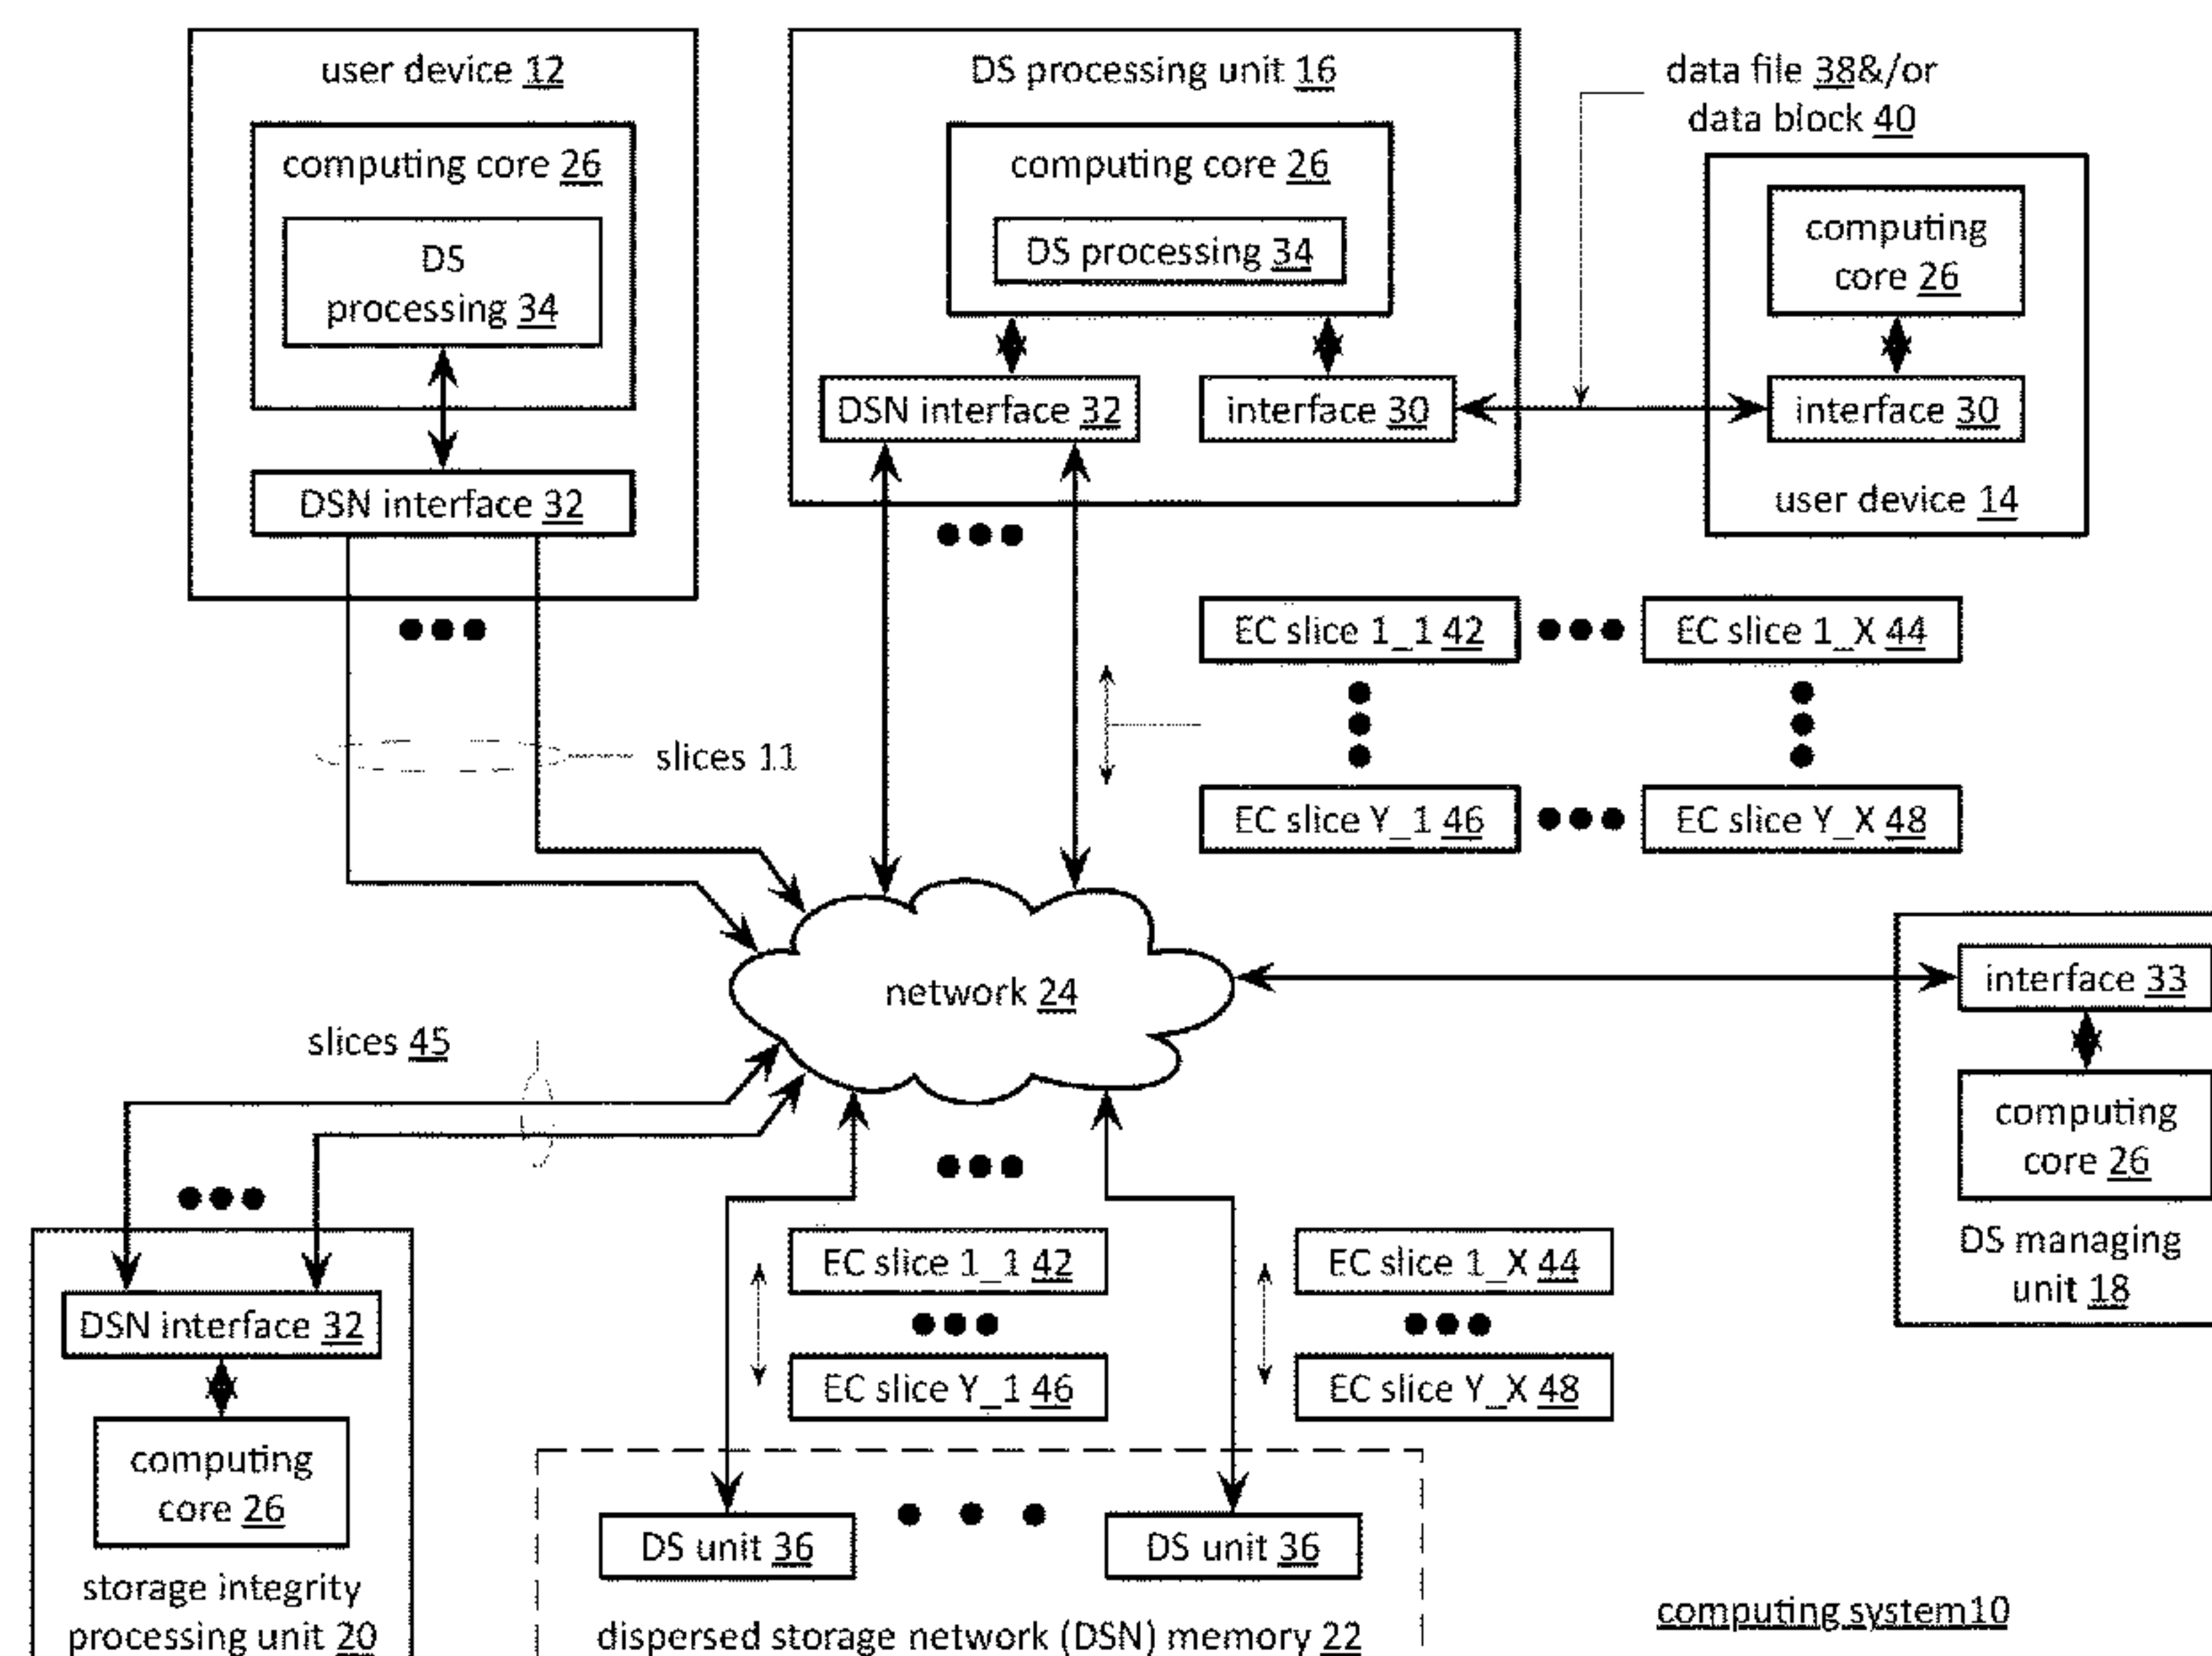 user device 12
computing core 26
DS
processing 34
DSN interface 32
DS processing unit 16
computing core 26
DS processing 34
DSN interface 32
interface 30
data file 38&/or
data block 40
computing
core 26
interface 30
user device 14
slices 11
EC slice 1_1 42
EC slice 1_X 44
EC slice Y_1 46
EC slice Y_X 48
network 24
interface 33
computing
core 26
DS managing
unit 18
slices 45
DSN interface 32
computing
core 26
storage integrity
processing unit 20
EC slice 1_1 42
EC slice Y_1 46
EC slice 1_X 44
EC slice Y_X 48
DS unit 36
DS unit 36
dispersed storage network (DSN) memory 22
computing system10